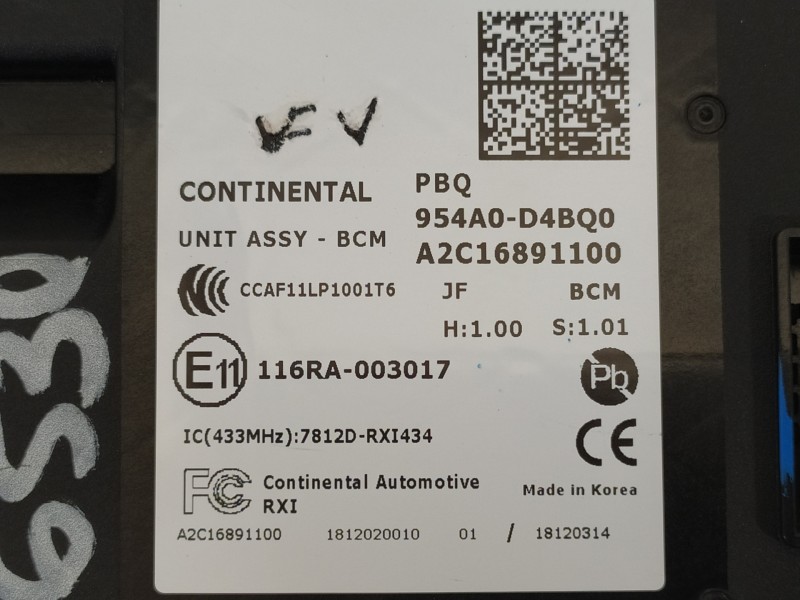 CONTINENTAL
UNIT ASSY - BCM
PBQ
954A0-D4BQ0
A2C16891100
CCAF11LP1001T6
JF BCM
H:1.00 S:1.01
E11 116RA-003017
Pb
IC(433MHz):7812D-RXI434
CE
FC Continental Automotive
RXI
Made in Korea
A2C16891100 1812020010 01 / 18120314
6530